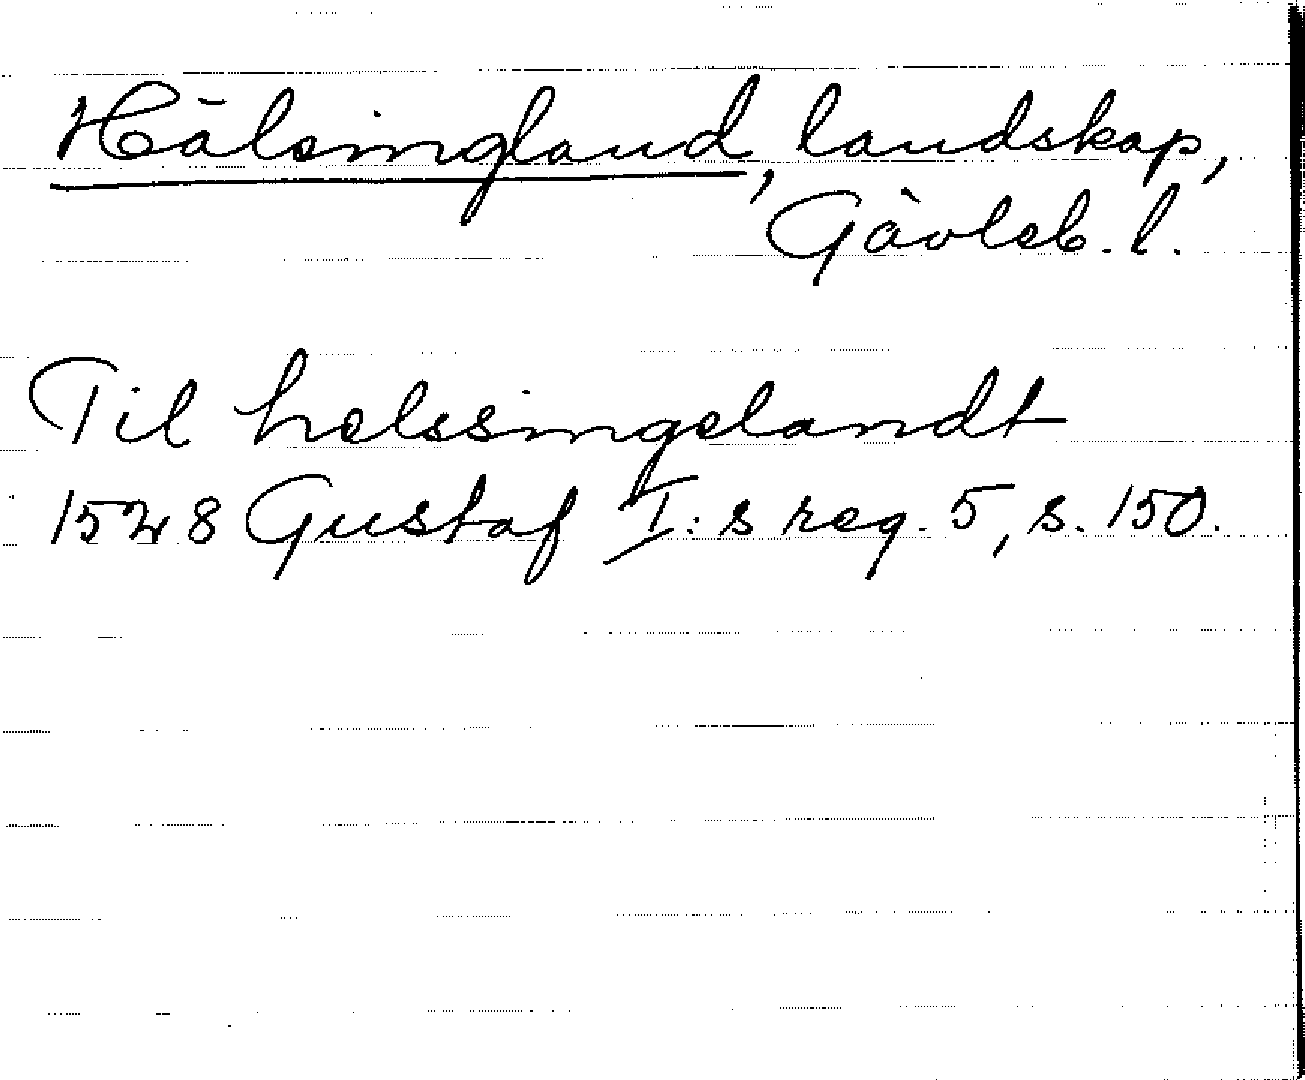 Hälsingland, landskap,
Gävleb. l.
Til helssingelandt
1528 Gustaf I:s reg. 5, s. 150.